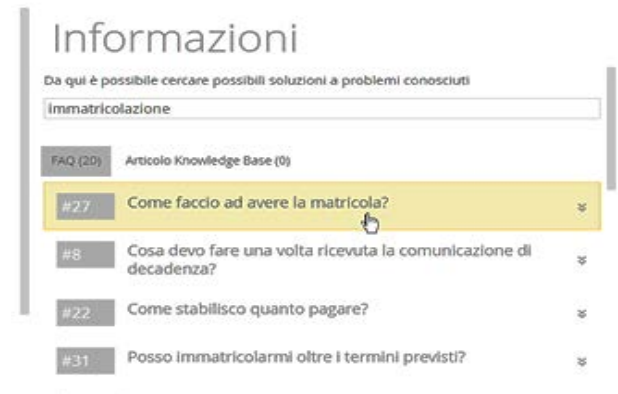 Informazioni
Da qui è possibile cercare possibili soluzioni a problemi conosciuti
immatricolazione
FAQ (20) Articolo Knowledge Base (0)
#27 Come faccio ad avere la matricola?
#8 Cosa devo fare una volta ricevuta la comunicazione di
decadenza?
#22 Come stabilisco quanto pagare?
#31 Posso immatricolarmi oltre i termini previsti?